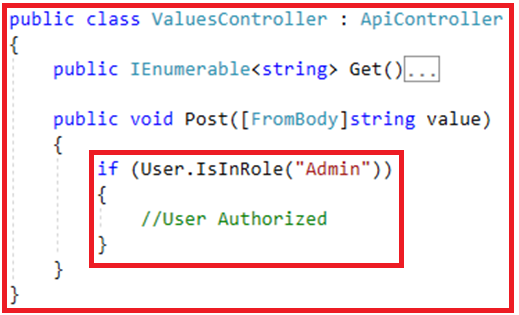 public class ValuesController : ApiController
{
public IEnumerable<string> Get()...
public void Post([FromBody]string value)
{
if (User.IsInRole("Admin"))
{
//User Authorized
}
}
}